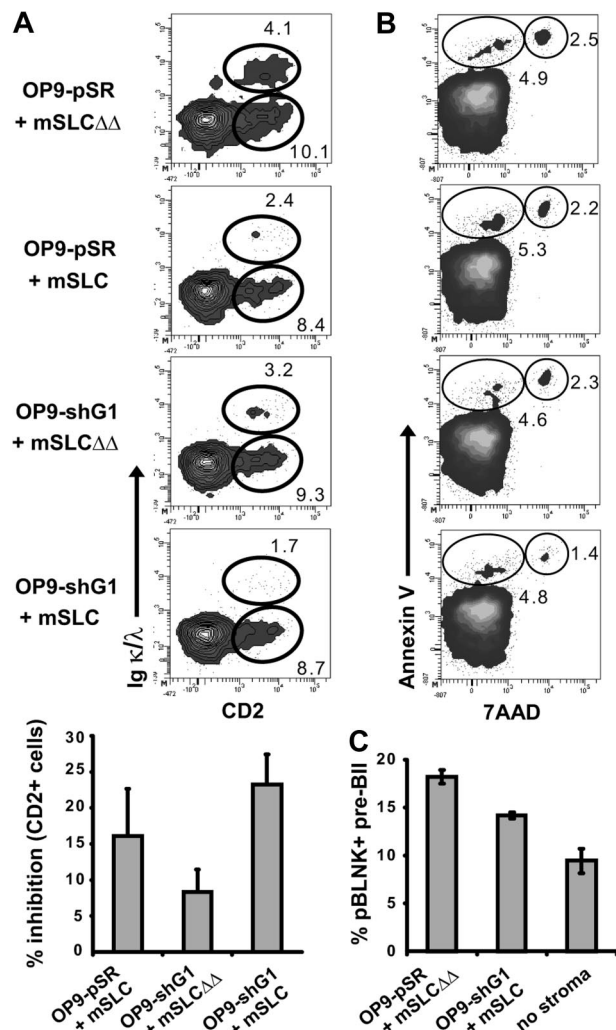 A
B
4.1
10.1
OP9-pSR
+ mSLCΔΔ
2.5
4.9
2.4
8.4
OP9-pSR
+ mSLC
2.2
5.3
3.2
9.3
OP9-shG1
+ mSLCΔΔ
2.3
4.6
1.7
8.7
OP9-shG1
+ mSLC
1.4
4.8
Ig κ/λ
CD2
Annexin V
7AAD
% inhibition (CD2+ cells)
30
25
20
15
10
5
0
OP9-pSR
+ mSLC
OP9-shG1
+ mSLCΔΔ
OP9-shG1
+ mSLC
C
% pBLNK+ pre-BII
20
15
10
5
0
OP9-pSR
+ mSLCΔΔ
OP9-shG1
+ mSLC
no stroma